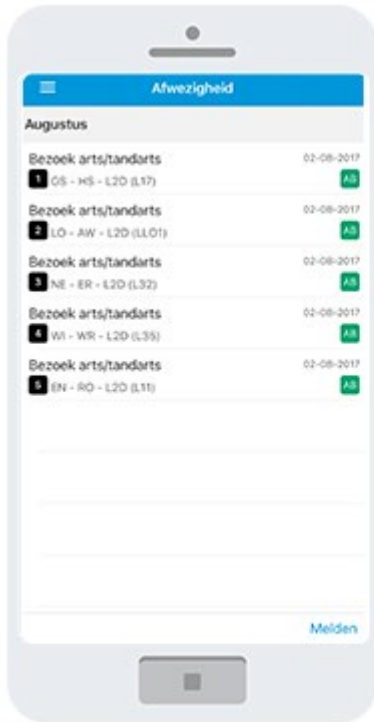 Afwezigheid
Augustus
Bezoek arts/tandarts 02-08-2017
1 GS - HS - L2D (L17) AB
Bezoek arts/tandarts 02-08-2017
2 LO - AW - L2D (LLO1) AB
Bezoek arts/tandarts 02-08-2017
3 NE - ER - L2D (L32) AB
Bezoek arts/tandarts 02-08-2017
4 WI - WR - L2D (L35) AB
Bezoek arts/tandarts 02-08-2017
5 EN - RO - L2D (L11) AB
Melden